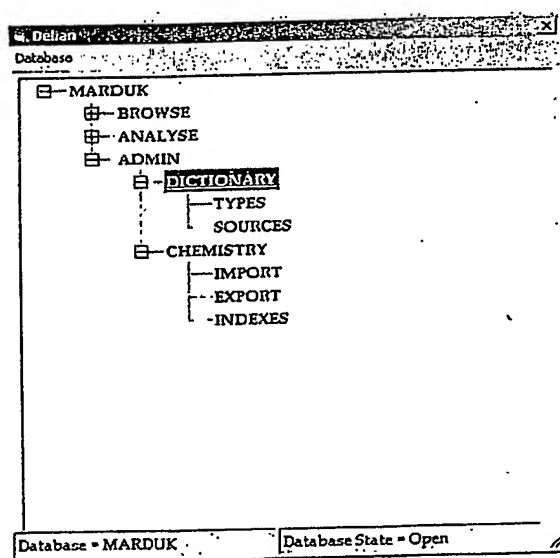 Delian
Database
MARDUK
BROWSE
ANALYSE
ADMIN
DICTIONARY
TYPES
SOURCES
CHEMISTRY
IMPORT
EXPORT
INDEXES
Database = MARDUK
Database State = Open